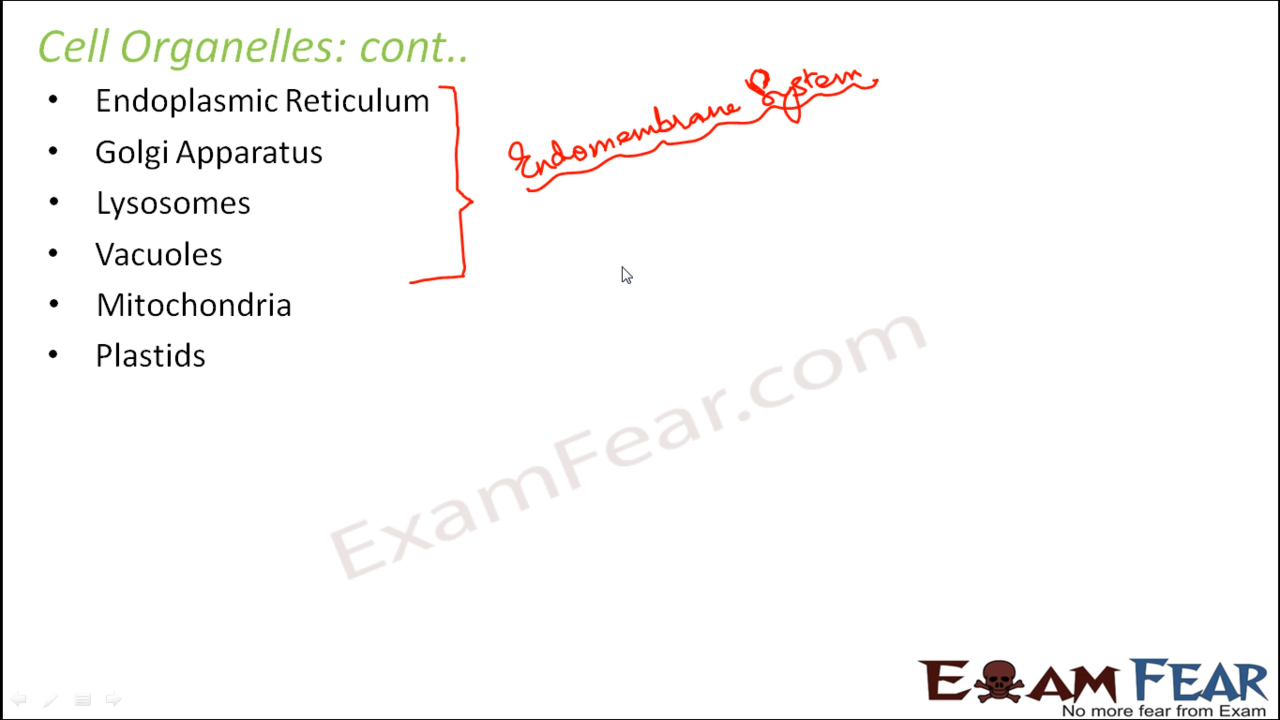 Cell Organelles: cont..
• Endoplasmic Reticulum
• Golgi Apparatus
• Lysosomes
• Vacuoles
• Mitochondria
• Plastids
Endomembrane System
ExamFear.com
EXAM FEAR
No more fear from Exam